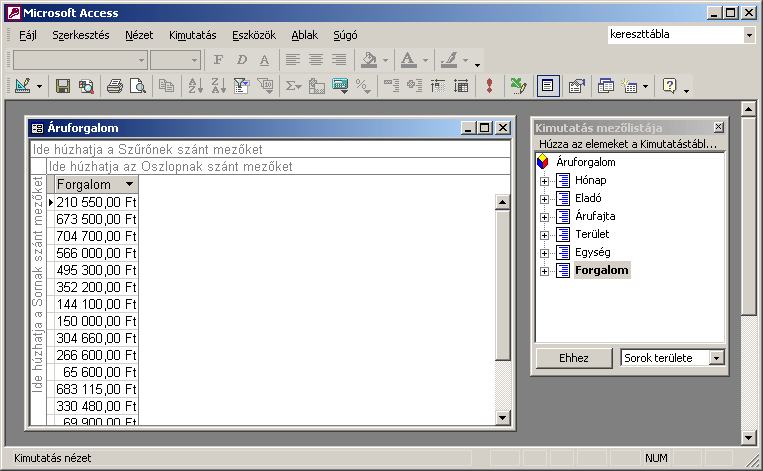 Microsoft Access
Fájl Szerkesztés Nézet Kimutatás Eszközök Ablak Súgó kereszttábla
F D A A
Áruforgalom
Ide húzhatja a Szűrőnek szánt mezőket
Ide húzhatja az Oszlopnak szánt mezőket
Ide húzhatja a Sornak szánt mezőket
Forgalom
210 550,00 Ft
673 500,00 Ft
704 700,00 Ft
566 000,00 Ft
495 300,00 Ft
352 200,00 Ft
144 100,00 Ft
150 000,00 Ft
304 660,00 Ft
266 600,00 Ft
65 600,00 Ft
683 115,00 Ft
330 480,00 Ft
69 900,00 Ft
Kimutatás mezőlistája
Húzza az elemeket a Kimutatástábl...
Áruforgalom
Hónap
Eladó
Árufajta
Terület
Egység
Forgalom
Ehhez Sorok területe
Kimutatás nézet NUM